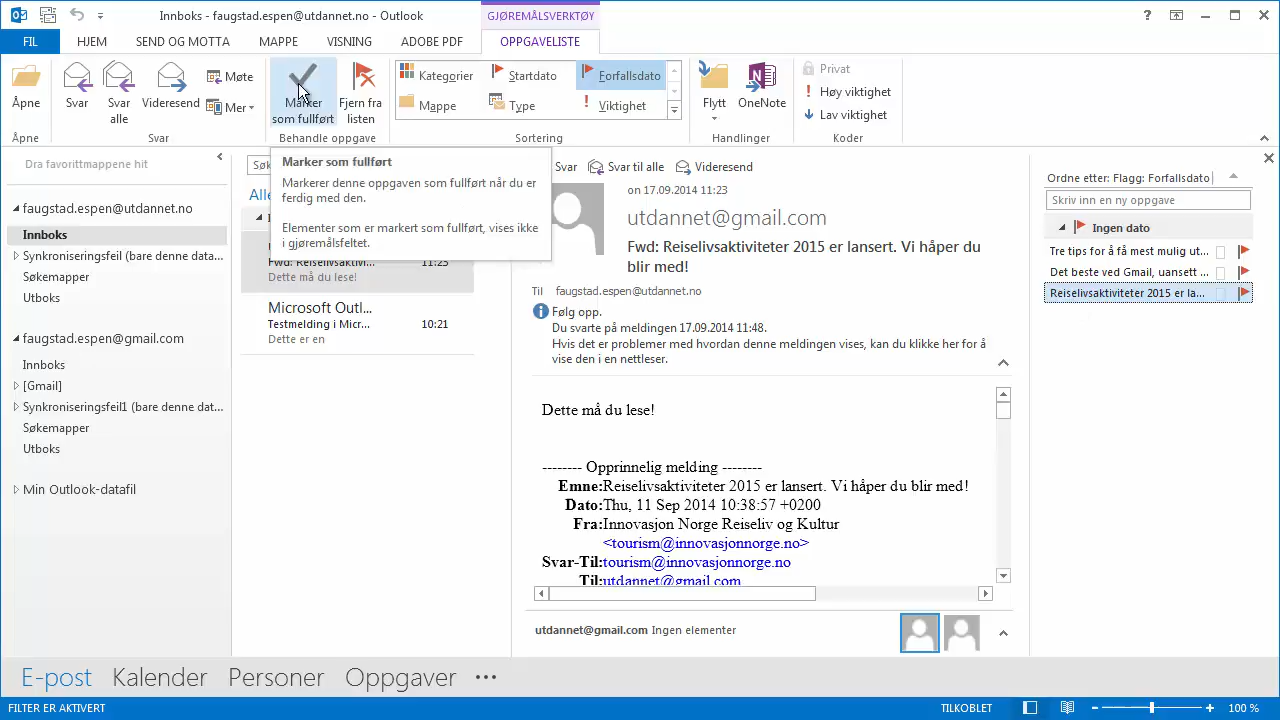 Innboks - faugstad.espen@utdannet.no - Outlook
GJØREMÅLSVERKTØY
?
FIL
HJEM
SEND OG MOTTA
MAPPE
VISNING
ADOBE PDF
OPPGAVELISTE
Åpne
Svar
Svar alle
Videresend
Møte
Mer
Marker som fullført
Fjern fra listen
Kategorier
Startdato
Forfallsdato
Mappe
Type
Viktighet
Flytt
OneNote
Privat
Høy viktighet
Lav viktighet
Åpne
Svar
Behandle oppgave
Sortering
Koder
Dra favorittmappene hit
faugstad.espen@utdannet.no
Innboks
Synkroniseringsfeil (bare denne data...
Søkemapper
Utboks
faugstad.espen@gmail.com
Innboks
[Gmail]
Synkroniseringsfeil1 (bare denne dat...
Søkemapper
Utboks
Min Outlook-datafil
Marker som fullført
Markerer denne oppgaven som fullført når du er
ferdig med den.
Elementer som er markert som fullført, vises ikke
i gjøremålsfeltet.
Fwd: Reiselivsaktivi... 11:23
Dette må du lese!
Microsoft Outl...
Testmelding i Micr... 10:21
Dette er en
Svar
Svar til alle
Videresend
on 17.09.2014 11:23
utdannet@gmail.com
Fwd: Reiselivsaktiviteter 2015 er lansert. Vi håper du
blir med!
Til faugstad.espen@utdannet.no
Følg opp.
Du svarte på meldingen 17.09.2014 11:48.
Hvis det er problemer med hvordan denne meldingen vises, kan du klikke her for å
vise den i en nettleser.
Dette må du lese!
-------- Opprinnelig melding --------
Emne:Reiselivsaktiviteter 2015 er lansert. Vi håper du blir med!
Dato:Thu, 11 Sep 2014 10:38:57 +0200
Fra:Innovasjon Norge Reiseliv og Kultur
<tourism@innovasjonnorge.no>
Svar-Til:tourism@innovasjonnorge.no
Til:utdannet@gmail.com
utdannet@gmail.com Ingen elementer
Ordne etter: Flagg: Forfallsdato
Skriv inn en ny oppgave
Ingen dato
Tre tips for å få mest mulig ut...
Det beste ved Gmail, uansett ...
Reiselivsaktiviteter 2015 er la...
E-post
Kalender
Personer
Oppgaver
•••
FILTER ER AKTIVERT
TILKOBLET
100 %